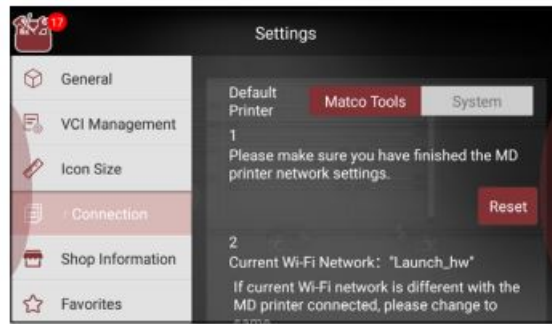 17
Settings
General
VCI Management
Icon Size
Connection
Shop Information
Favorites
Default
Printer
Matco Tools
System
1
Please make sure you have finished the MD
printer network settings.
Reset
2
Current Wi-Fi Network: "Launch_hw"
If current Wi-Fi network is different with the
MD printer connected, please change to
same